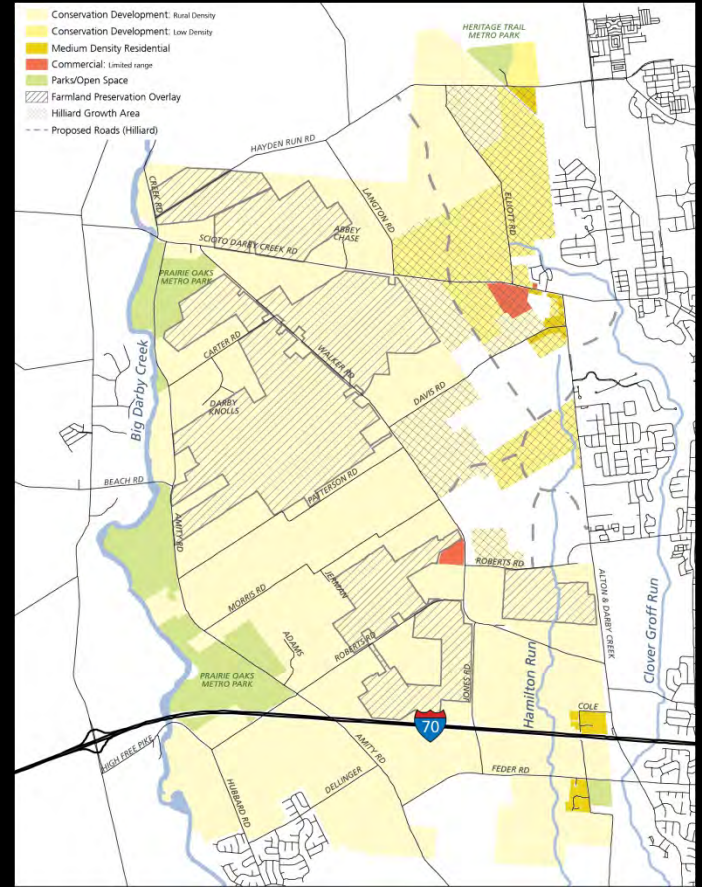 Conservation Development: Rural Density
Conservation Development: Low Density
Medium Density Residential
Commercial: Limited range
Parks/Open Space
Farmland Preservation Overlay
Hilliard Growth Area
Proposed Roads (Hilliard)
HERITAGE TRAIL
METRO PARK
HAYDEN RUN RD
CREEK RD
LANGTON RD
ELLIOTT RD
ABBEY
CHASE
SCIOTO DARBY CREEK RD
PRAIRIE OAKS
METRO PARK
CARTER RD
WALKER RD
Big Darby Creek
DARBY
KNOLLS
DAVIS RD
BEACH RD
PATTERSON RD
AMITY RD
ROBERTS RD
JERMAN
MORRIS RD
ALTON & DARBY CREEK
Clover Groff Run
ADAMS
ROBERTS RD
Hamilton Run
JONES RD
PRAIRIE OAKS
METRO PARK
COLE
70
HIGH FREE PIKE
AMITY RD
FEDER RD
HUBBARD RD
DELLINGER